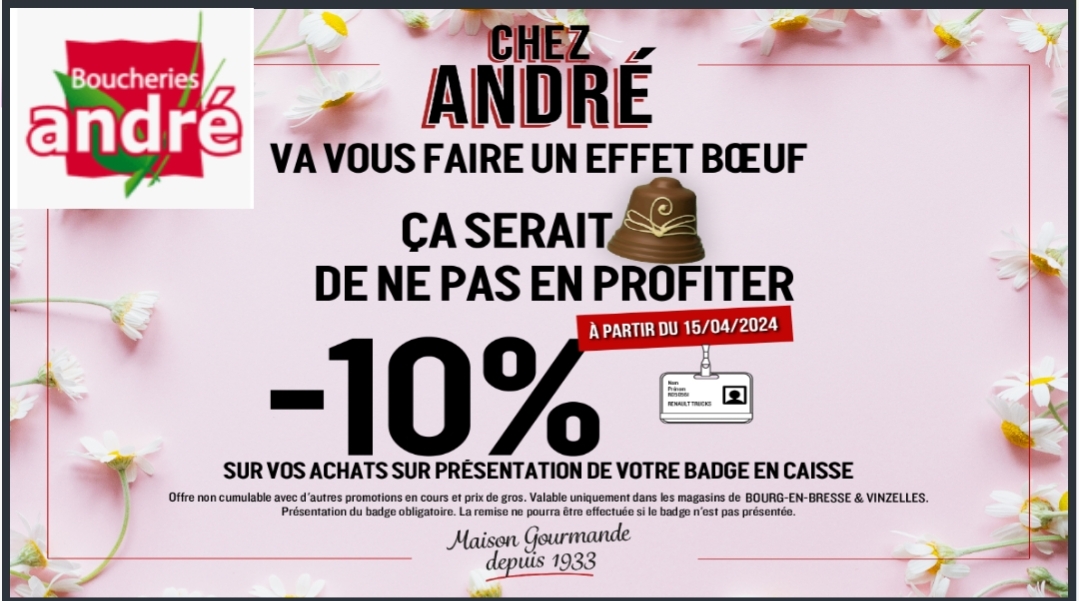 Boucheries
andré
CHEZ
ANDRÉ
VA VOUS FAIRE UN EFFET BŒUF
ÇA SERAIT
DE NE PAS EN PROFITER
À PARTIR DU 15/04/2024
-10%
Nom
Prénom
RENAULT TRUCKS
SUR VOS ACHATS SUR PRÉSENTATION DE VOTRE BADGE EN CAISSE
Offre non cumulable avec d'autres promotions en cours et prix de gros. Valable uniquement dans les magasins de BOURG-EN-BRESSE & VINZELLES.
Présentation du badge obligatoire. La remise ne pourra être effectuée si le badge n'est pas présentée.
Maison Gourmande
depuis 1933